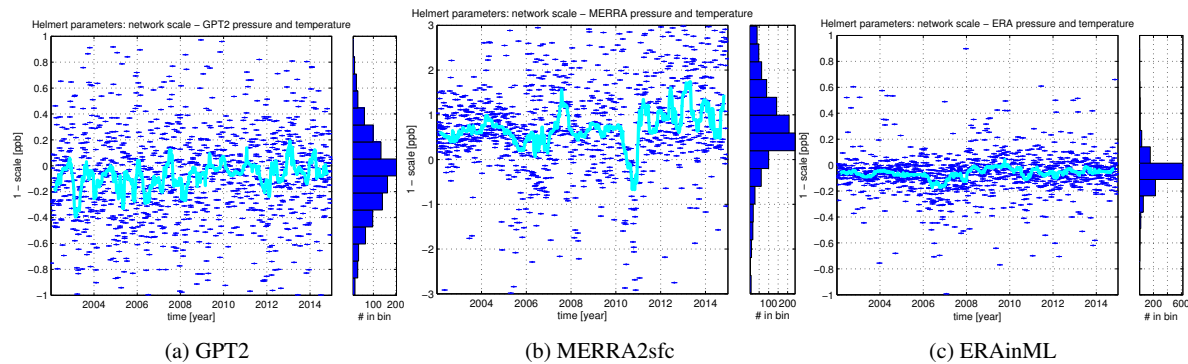 Helmert parameters: network scale − GPT2 pressure and temperature
1
0.8
0.6
0.4
0.2
0
−0.2
−0.4
−0.6
−0.8
−1
1 − scale [ppb]
2004 2006 2008 2010 2012 2014
time [year]
100 200
# in bin
(a) GPT2
Helmert parameters: network scale − MERRA pressure and temperature
3
2
1
0
−1
−2
−3
1 − scale [ppb]
2004 2006 2008 2010 2012 2014
time [year]
100 200
# in bin
(b) MERRA2sfc
Helmert parameters: network scale − ERA pressure and temperature
1
0.8
0.6
0.4
0.2
0
−0.2
−0.4
−0.6
−0.8
−1
1 − scale [ppb]
2004 2006 2008 2010 2012 2014
time [year]
200 600
# in bin
(c) ERAinML